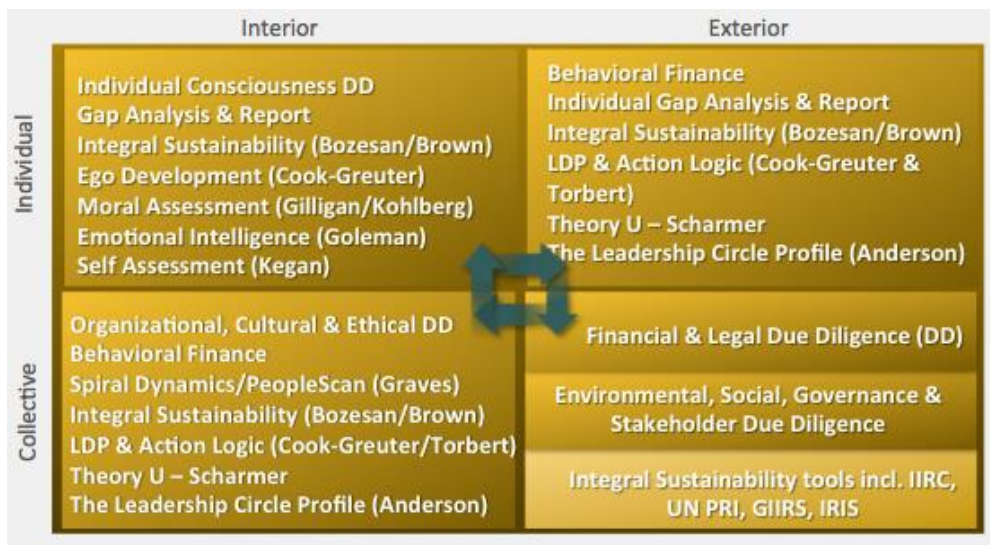 Interior
Exterior
Individual
Individual Consciousness DD
Gap Analysis & Report
Integral Sustainability (Bozesan/Brown)
Ego Development (Cook-Greuter)
Moral Assessment (Gilligan/Kohlberg)
Emotional Intelligence (Goleman)
Self Assessment (Kegan)
Behavioral Finance
Individual Gap Analysis & Report
Integral Sustainability (Bozesan/Brown)
LDP & Action Logic (Cook-Greuter &
Torbert)
Theory U – Scharmer
The Leadership Circle Profile (Anderson)
Collective
Organizational, Cultural & Ethical DD
Behavioral Finance
Spiral Dynamics/PeopleScan (Graves)
Integral Sustainability (Bozesan/Brown)
LDP & Action Logic (Cook-Greuter/Torbert)
Theory U – Scharmer
The Leadership Circle Profile (Anderson)
Financial & Legal Due Diligence (DD)
Environmental, Social, Governance &
Stakeholder Due Diligence
Integral Sustainability tools incl. IIRC,
UN PRI, GIIRS, IRIS